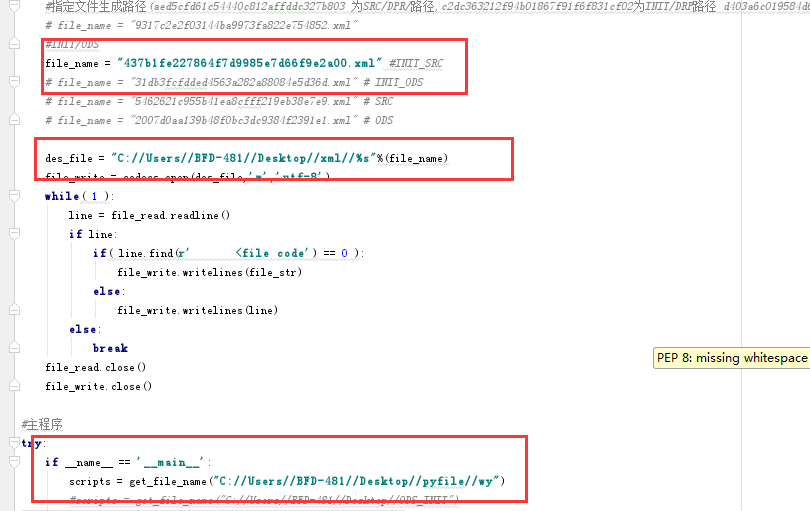 #指定文件生成路径(aed5cfd61c54440c812affddc327b803 为SRC/DPR/路径,c2dc363212f94b01867f91f6f831cf02为INIT/DRP路径 d403a6c019584d6
# file_name = "9317c2e2f03144ba9973fa822e754852.xml"
#INIT/ODS
file_name = "437b1fe227864f7d9985e7d66f9e2a00.xml" #INIT_SRC
# file_name = "31db3fcfdded4563a282a88084e5d36d.xml" # INIT_ODS
# file_name = "5462621c955b41ea8cffff219eb38e7e9.xml" # SRC
# file_name = "2007d0aa139b48f0bc3dc9384f2391e1.xml" # ODS
des_file = "C://Users//BFD-481//Desktop//xml//%s"%(file_name)
file_write = codecs.open(des_file,'w','utf-8')
while( 1 ):
line = file_read.readline()
if line:
if( line.find(r'      <file code') == 0 ):
file_write.writelines(file_str)
else:
file_write.writelines(line)
else:
break
file_read.close()
file_write.close()
PEP 8: missing whitespace
#主程序
try:
if __name__ == '__main__':
scripts = get_file_name("C://Users//BFD-481//Desktop//pyfile//wy")
#scripts = get_file_name("C://Users//BFD-481//Desktop//ODS_INIT")